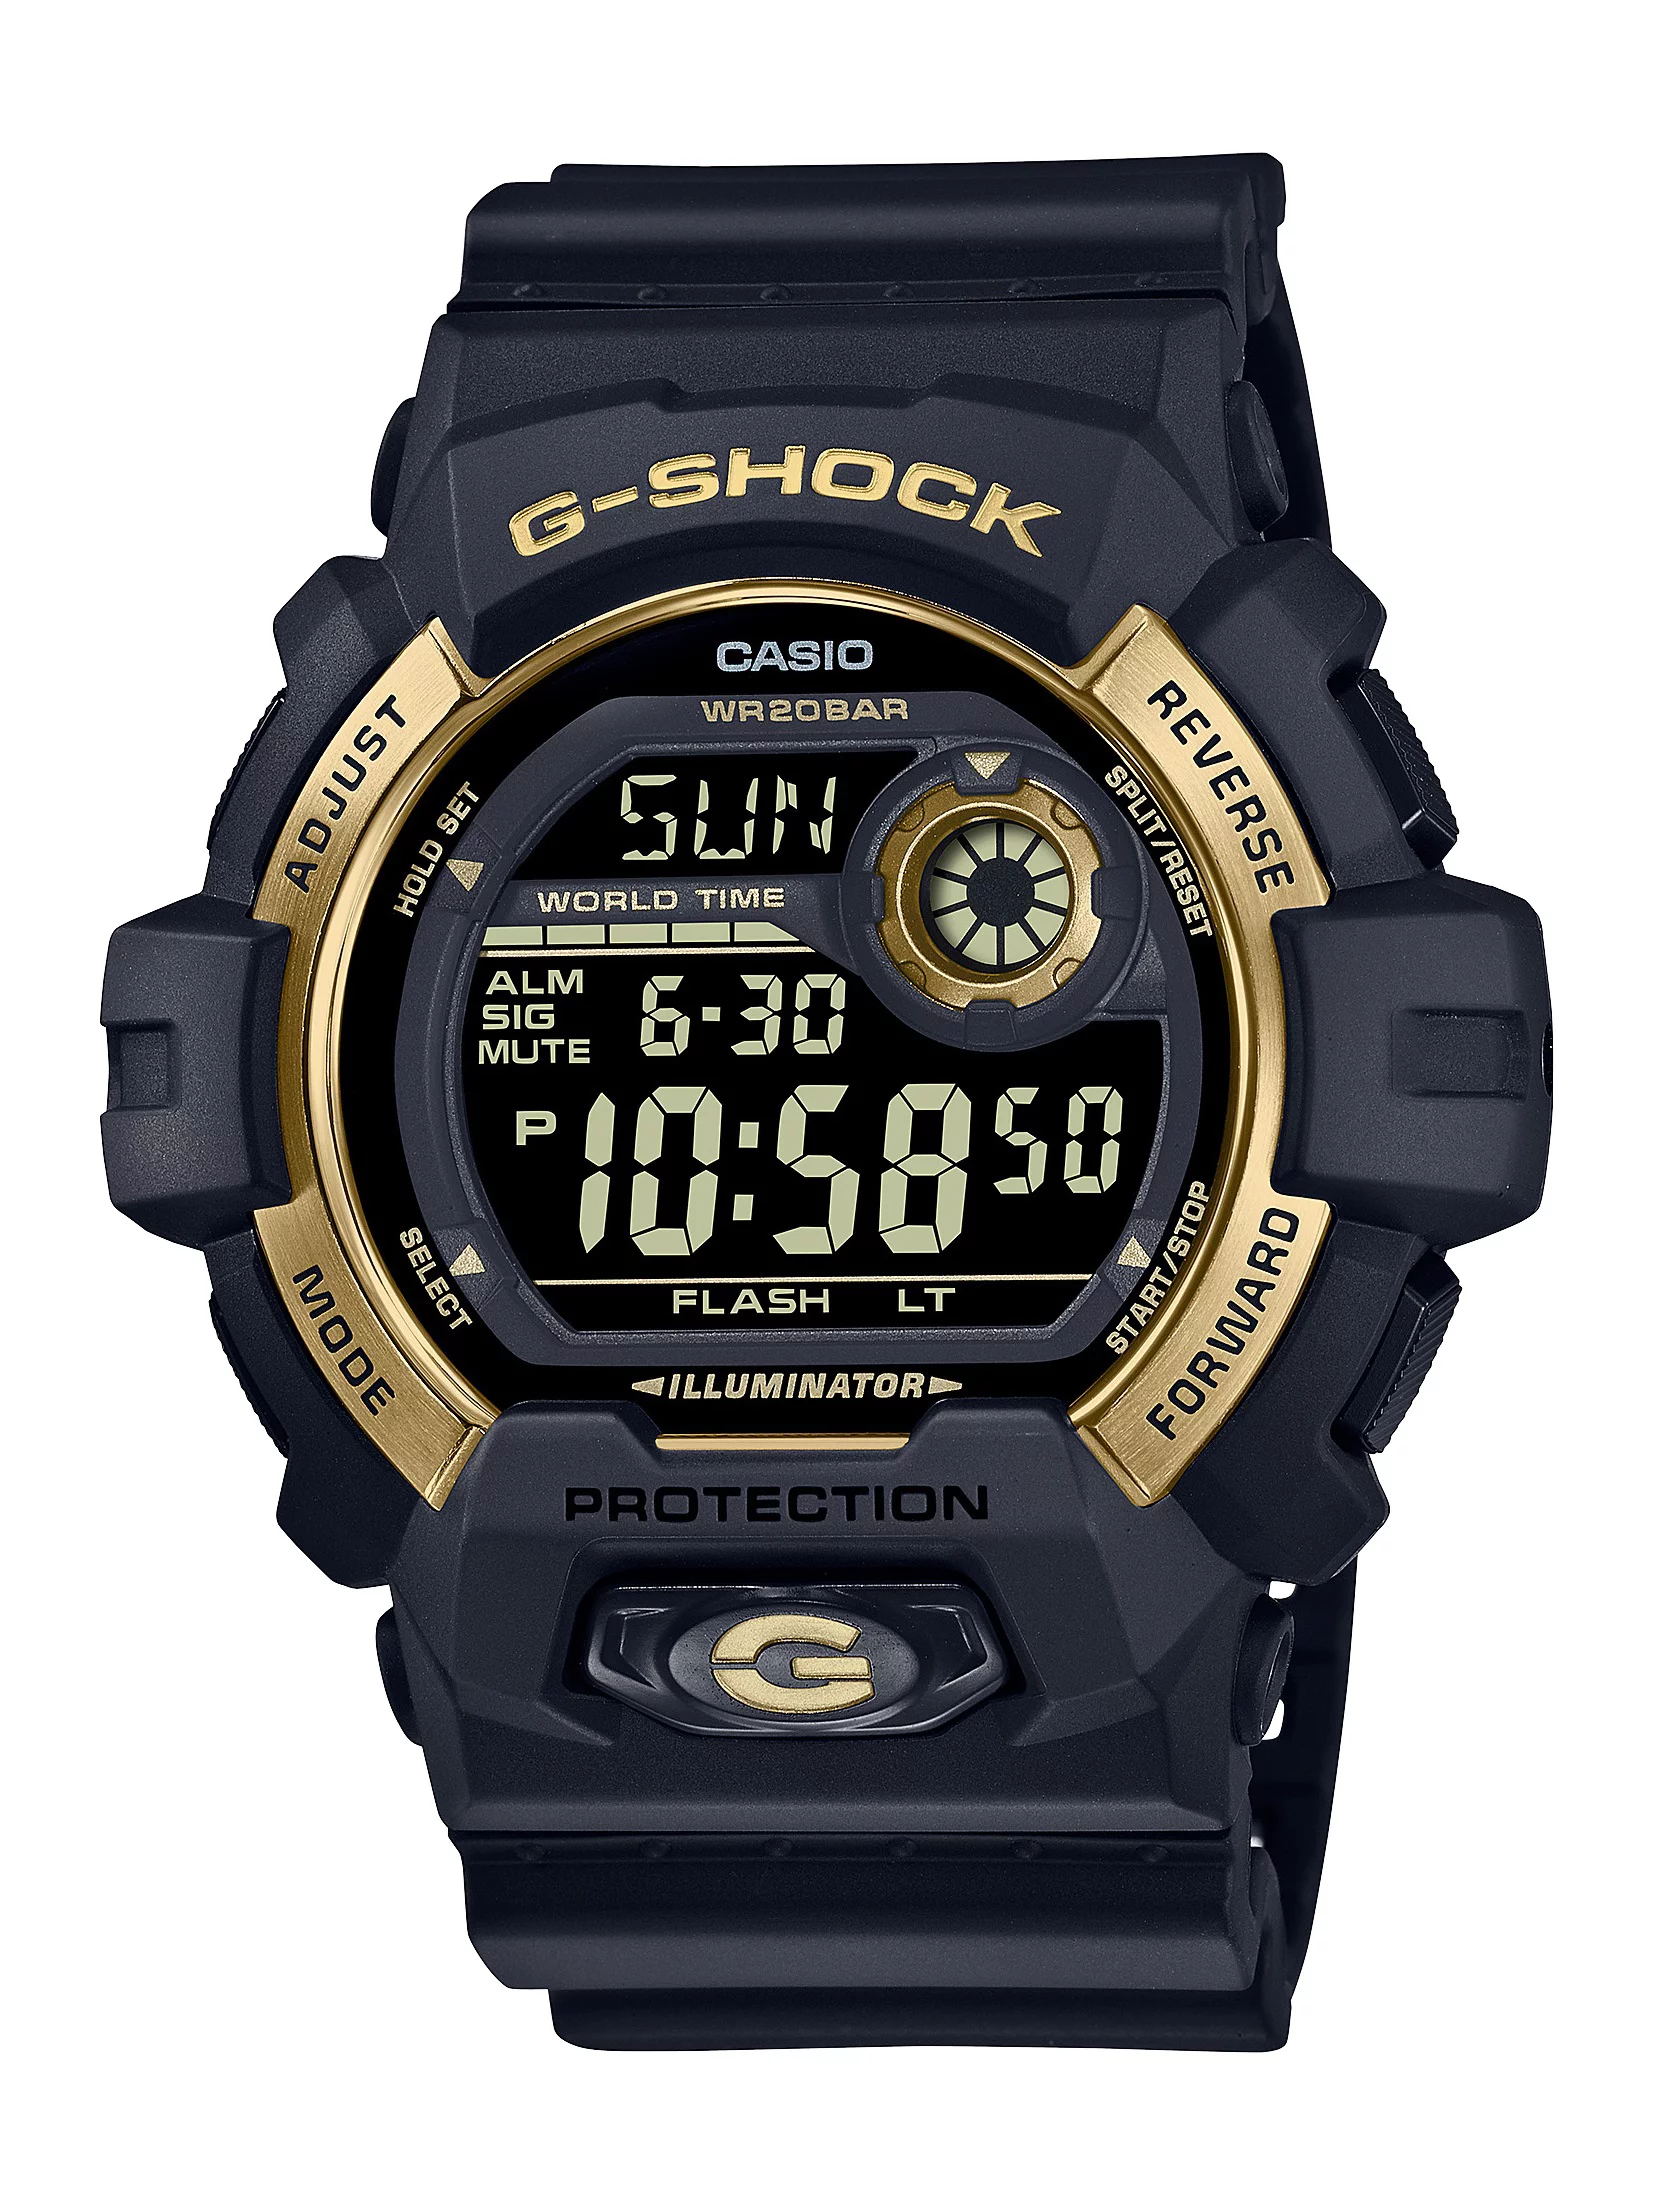 G-SHOCK
CASIO
WR20BAR
ADJUST
HOLD SET
REVERSE
SPLIT/RESET
SUN
WORLD TIME
ALM
SIG
MUTE
6-30
P 10:58 50
FLASH LT
SELECT
MODE
START/STOP
FORWARD
ILLUMINATOR
PROTECTION
G